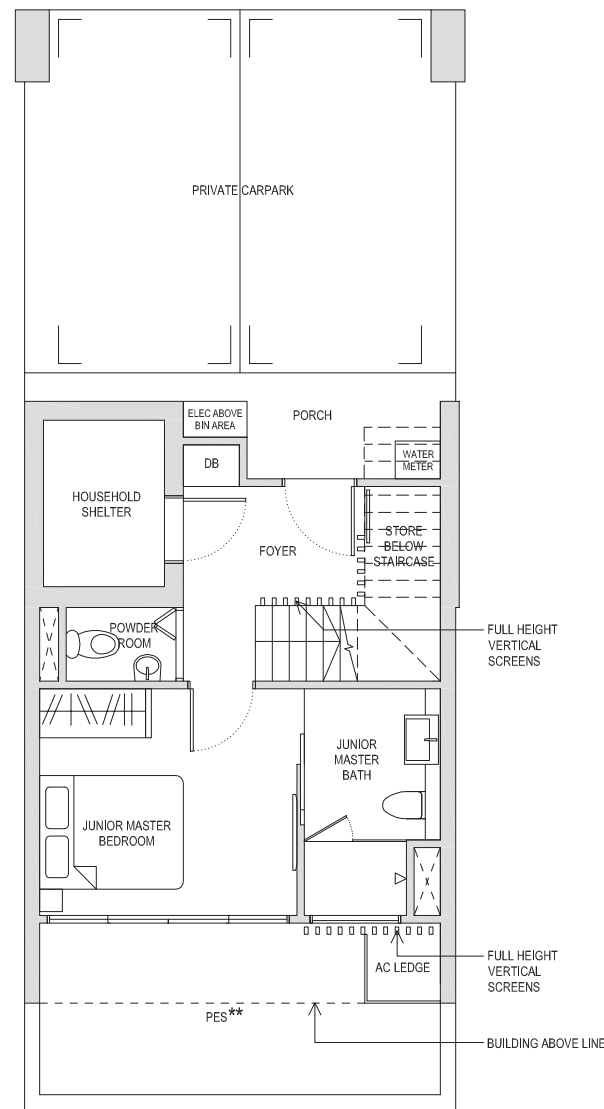 PRIVATE CARPARK
ELEC ABOVE
BIN AREA
PORCH
DB
WATER
METER
HOUSEHOLD
SHELTER
FOYER
STORE
BELOW
STAIRCASE
POWDER
ROOM
FULL HEIGHT
VERTICAL
SCREENS
JUNIOR
MASTER
BATH
JUNIOR MASTER
BEDROOM
AC LEDGE
FULL HEIGHT
VERTICAL
SCREENS
PES**
BUILDING ABOVE LINE